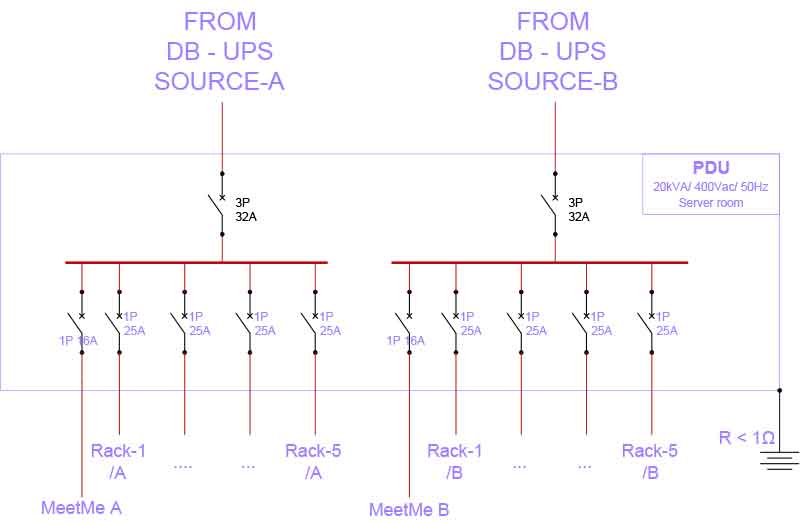 FROM
DB - UPS
SOURCE-A
FROM
DB - UPS
SOURCE-B
PDU
20kVA/ 400Vac/ 50Hz
Server room
3P
32A
3P
32A
1P 16A
1P
25A
1P
25A
1P
25A
1P
25A
1P 16A
1P
25A
1P
25A
1P
25A
1P
25A
Rack-1
/A
....
...
Rack-5
/A
Rack-1
/B
...
...
Rack-5
/B
R < 1Ω
MeetMe A
MeetMe B